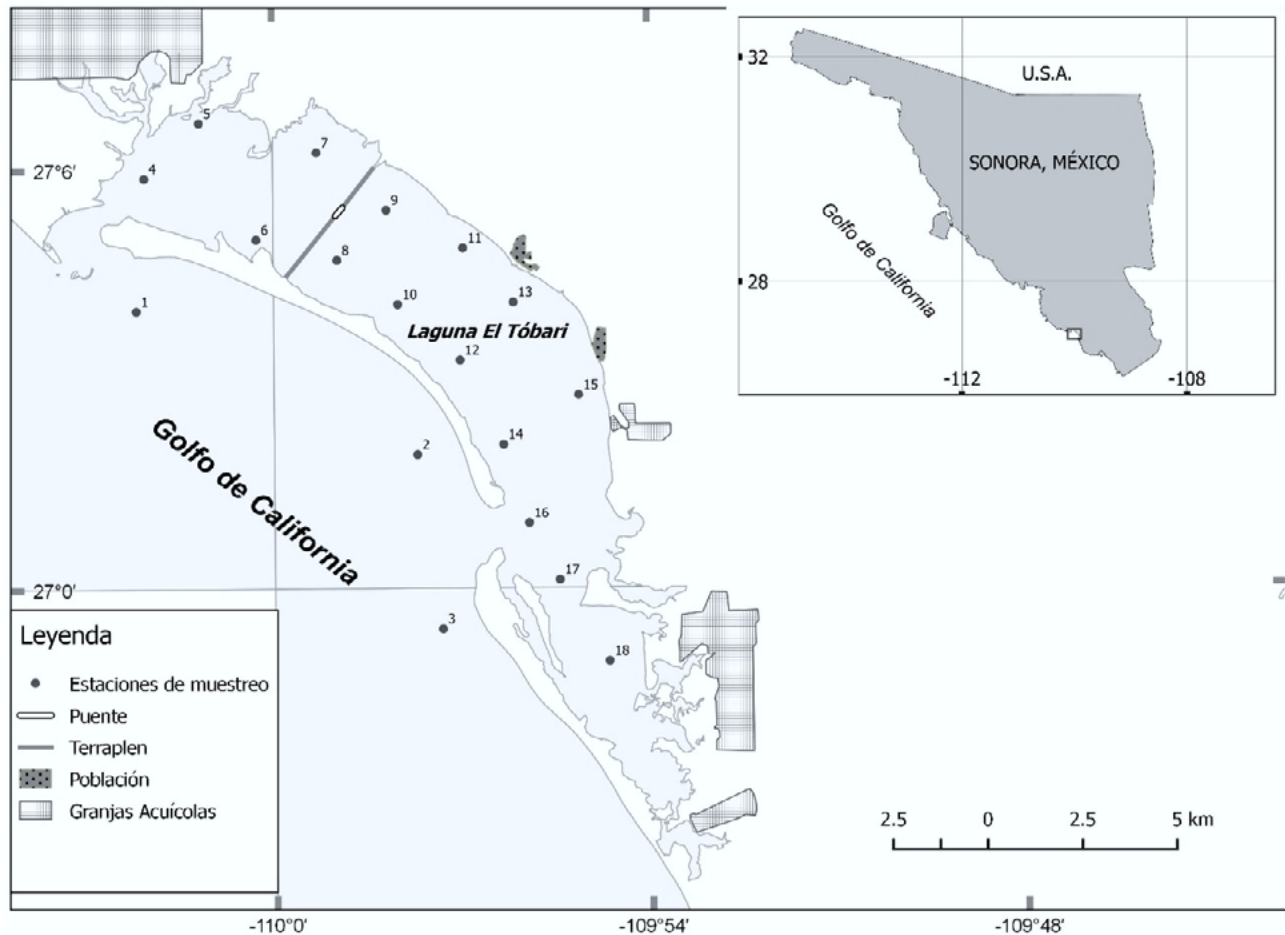 32
U.S.A.
SONORA, MÉXICO
Golfo de California
28
-112
-108
27°6'
5
7
4
9
6
11
8
10
13
1
Laguna El Tóbari
12
15
14
2
Golfo de California
16
17
27°0'
3
18
Leyenda
Estaciones de muestreo
Puente
Terraplen
Población
Granjas Acuícolas
2.5 0 2.5 5 km
-110°0' -109°54' -109°48'